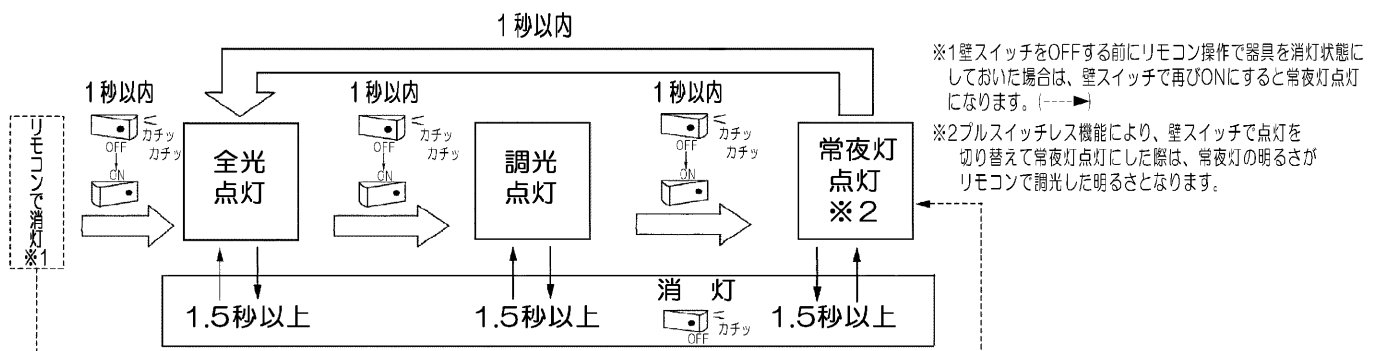 1秒以内
1秒以内
カチッ
カチッ
OFF
ON
1秒以内
カチッ
カチッ
OFF
ON
1秒以内
カチッ
カチッ
OFF
ON
リモコンで消灯※1
全光
点灯
調光
点灯
常夜灯
点灯
※2
消 灯
1.5秒以上
1.5秒以上
カチッ
OFF
1.5秒以上
※1壁スイッチをOFFする前にリモコン操作で器具を消灯状態に
しておいた場合は、壁スイッチで再びONにすると常夜灯点灯
になります。(----►)
※2プルスイッチレス機能により、壁スイッチで点灯を
切り替えて常夜灯点灯にした際は、常夜灯の明るさが
リモコンで調光した明るさとなります。